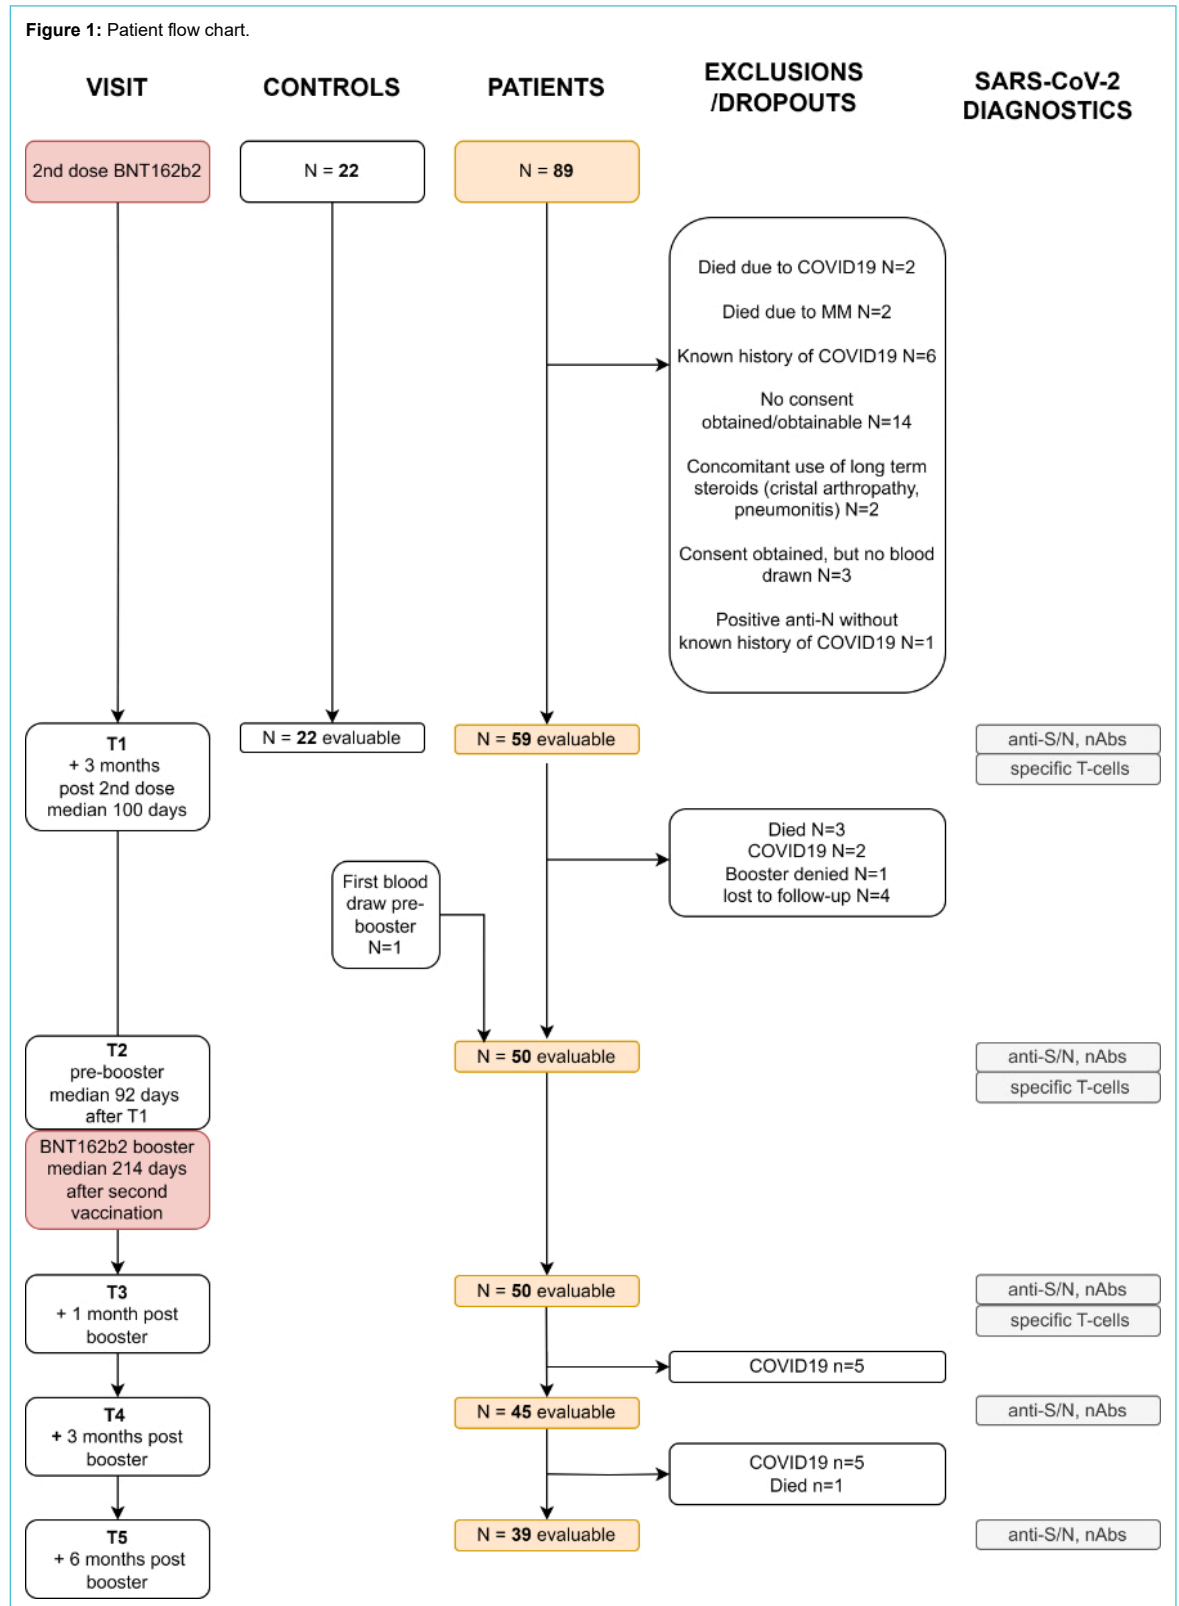 Figure 1: Patient flow chart.
VISIT
CONTROLS
PATIENTS
EXCLUSIONS
/DROPOUTS
SARS-CoV-2
DIAGNOSTICS
2nd dose BNT162b2
N = 22
N = 89
Died due to COVID19 N=2
Died due to MM N=2
Known history of COVID19 N=6
No consent
obtained/obtainable N=14
Concomitant use of long term
steroids (cristal arthropathy,
pneumonitis) N=2
Consent obtained, but no blood
drawn N=3
Positive anti-N without
known history of COVID19 N=1
T1
+ 3 months
post 2nd dose
median 100 days
N = 22 evaluable
N = 59 evaluable
anti-S/N, nAbs
specific T-cells
Died N=3
COVID19 N=2
Booster denied N=1
lost to follow-up N=4
First blood
draw pre-
booster
N=1
T2
pre-booster
median 92 days
after T1
N = 50 evaluable
anti-S/N, nAbs
specific T-cells
BNT162b2 booster
median 214 days
after second
vaccination
T3
+ 1 month post
booster
N = 50 evaluable
anti-S/N, nAbs
specific T-cells
COVID19 n=5
T4
+ 3 months post
booster
N = 45 evaluable
anti-S/N, nAbs
COVID19 n=5
Died n=1
T5
+ 6 months post
booster
N = 39 evaluable
anti-S/N, nAbs